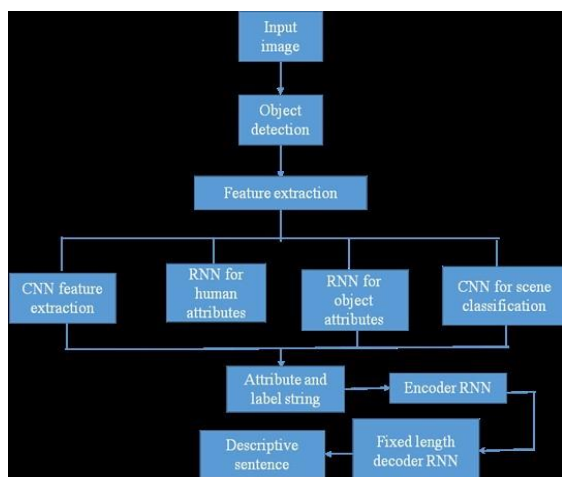 Input
image
Object
detection
Feature extraction
CNN feature
extraction
RNN for
human
attributes
RNN for
object
attributes
CNN for scene
classification
Attribute and
label string
Encoder RNN
Fixed length
decoder RNN
Descriptive
sentence